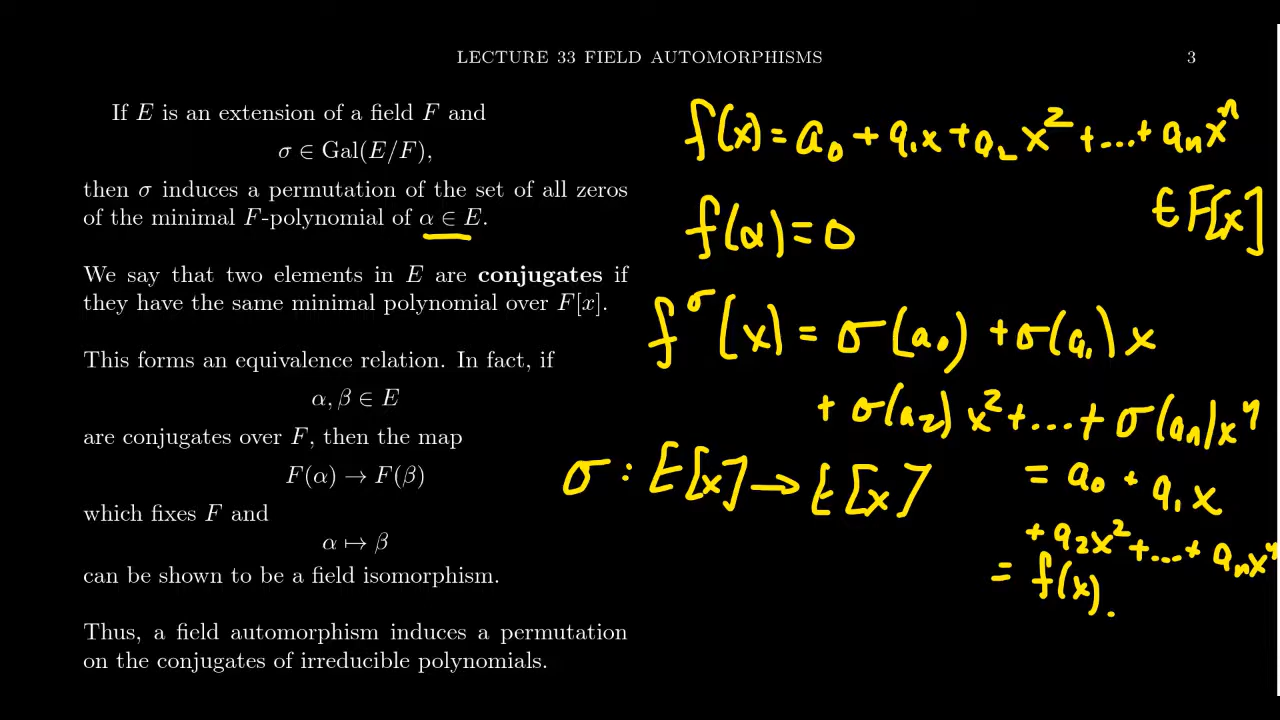 LECTURE 33 FIELD AUTOMORPHISMS 3
If E is an extension of a field F and
σ ∈ Gal(E/F),
then σ induces a permutation of the set of all zeros
of the minimal F-polynomial of α ∈ E.
We say that two elements in E are conjugates if
they have the same minimal polynomial over F[x].
This forms an equivalence relation. In fact, if
α, β ∈ E
are conjugates over F, then the map
F(α) → F(β)
which fixes F and
α ↦ β
can be shown to be a field isomorphism.
Thus, a field automorphism induces a permutation
on the conjugates of irreducible polynomials.
f(x) = a₀ + a₁x + a₂x² + ... + aₙxⁿ
∈ F[x]
f(α) = 0
f^σ(x) = σ(a₀) + σ(a₁)x
+ σ(a₂)x² + ... + σ(aₙ)xⁿ
σ : E[x] → E[x]
= a₀ + a₁x
+ a₂x² + ... + aₙxⁿ
= f(x).